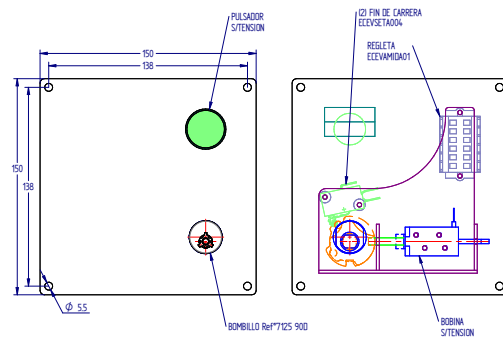 PULSADOR
S/TENSION
150
138
150
138
Ø 5.5
BOMBILLO Ref°7125 90D
(2) FIN DE CARRERA
ECEVSETA004
REGLETA
ECEVAMIDA01
BOBINA
S/TENSION